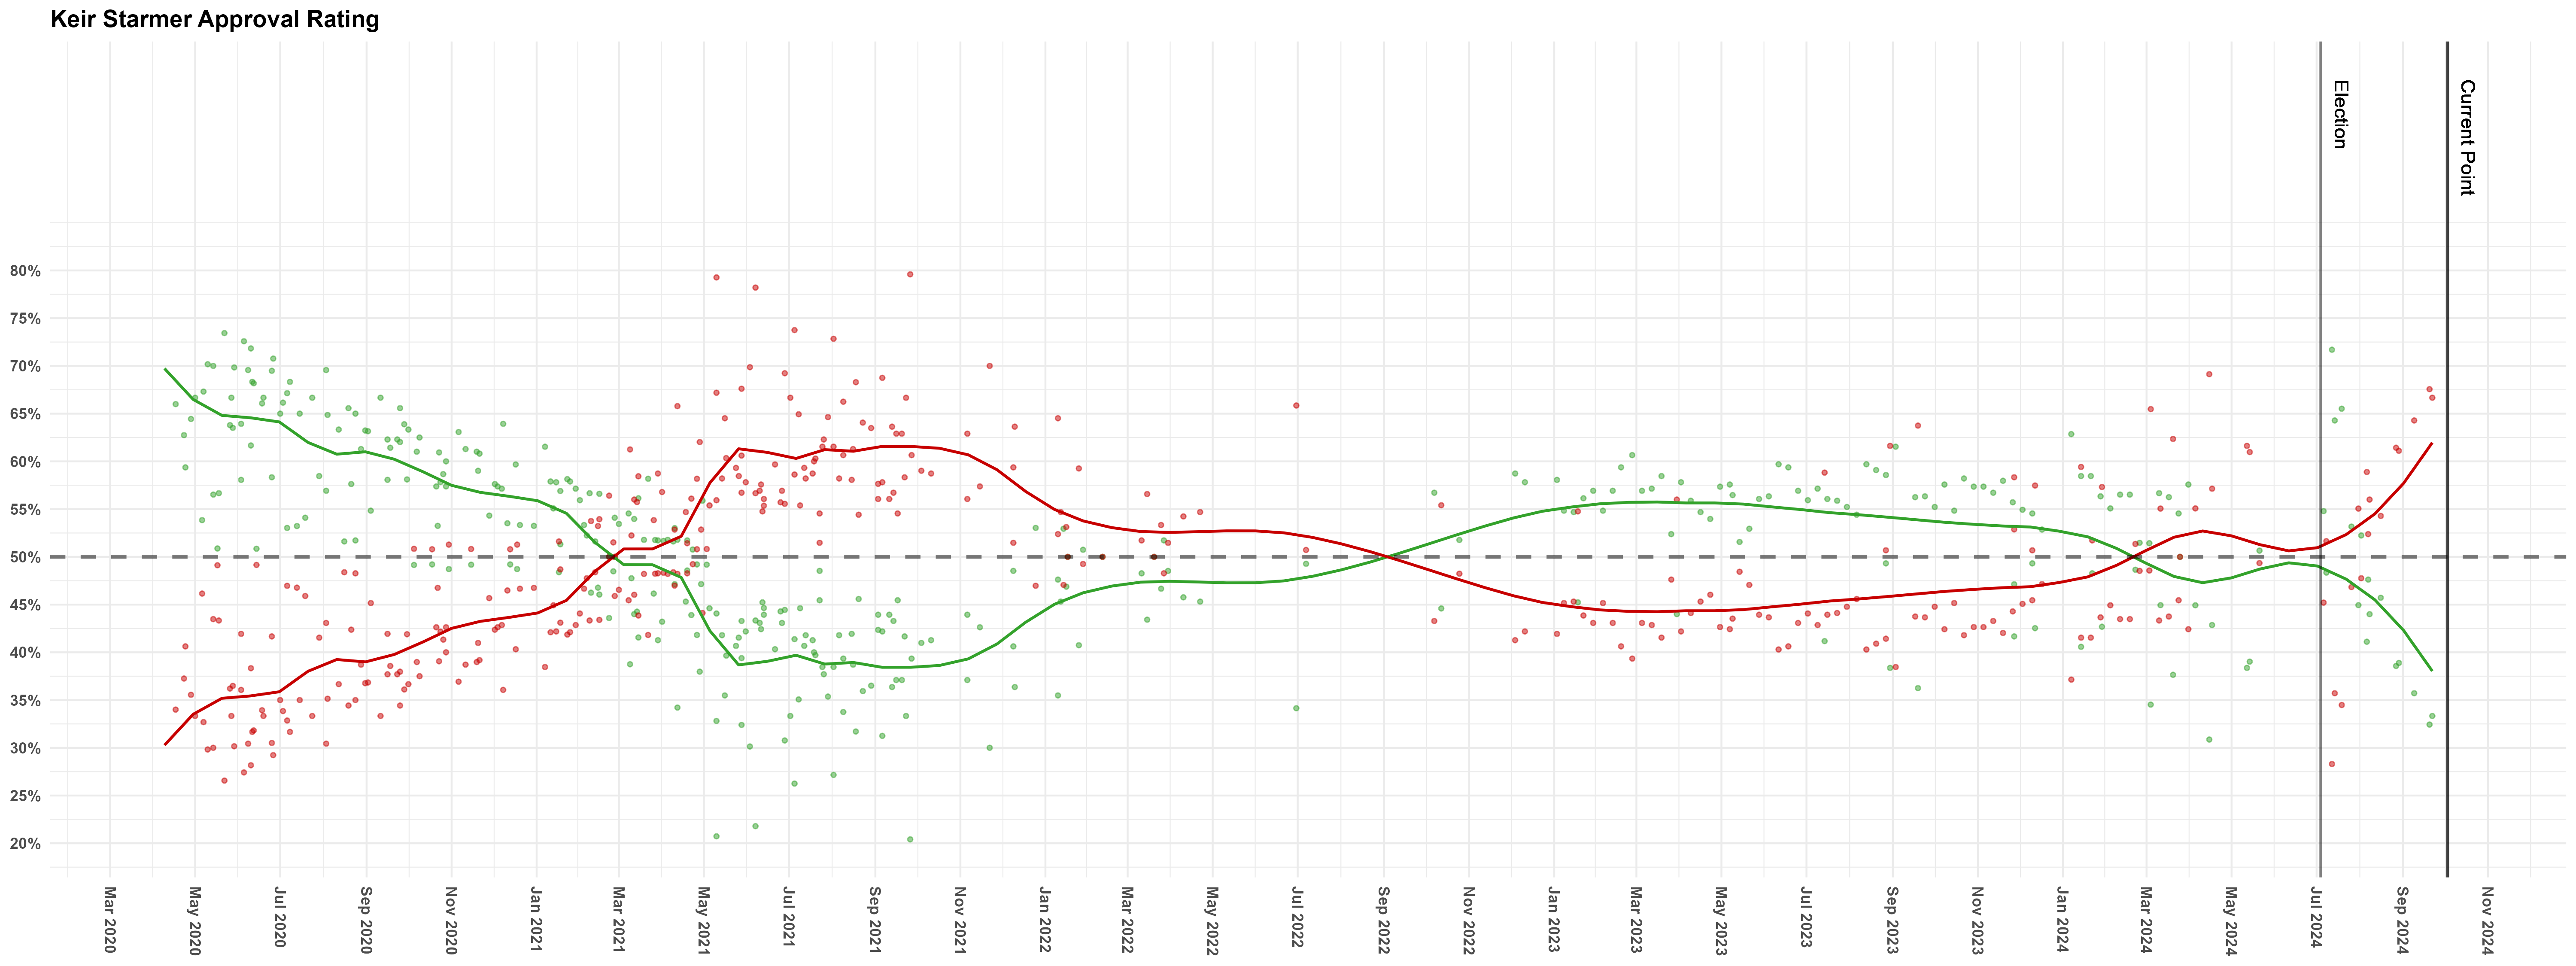 Keir Starmer Approval Rating
Election
Current Point
80%
75%
70%
65%
60%
55%
50%
45%
40%
35%
30%
25%
20%
Mar 2020
May 2020
Jul 2020
Sep 2020
Nov 2020
Jan 2021
Mar 2021
May 2021
Jul 2021
Sep 2021
Nov 2021
Jan 2022
Mar 2022
May 2022
Jul 2022
Sep 2022
Nov 2022
Jan 2023
Mar 2023
May 2023
Jul 2023
Sep 2023
Nov 2023
Jan 2024
Mar 2024
May 2024
Jul 2024
Sep 2024
Nov 2024